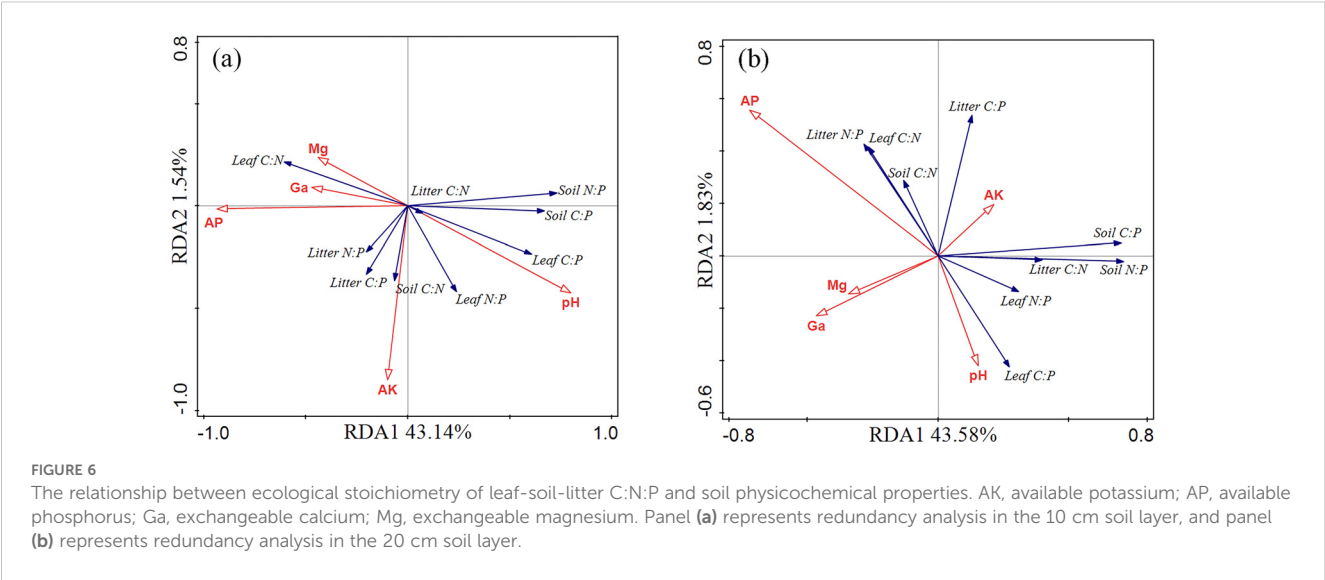 (a)
0.8
RDA2 1.54%
-1.0
Mg
Leaf C:N
Ga
AP
Litter C:N
Soil N:P
Soil C:P
Litter N:P
Leaf C:P
Litter C:P
Soil C:N
Leaf N:P
pH
AK
-1.0
RDA1 43.14%
1.0
(b)
0.8
RDA2 1.83%
-0.6
AP
Litter C:P
Litter N:P
Leaf C:N
Soil C:N
AK
Soil C:P
Litter C:N
Soil N:P
Mg
Leaf N:P
Ga
pH
Leaf C:P
-0.8
RDA1 43.58%
0.8
FIGURE 6
The relationship between ecological stoichiometry of leaf-soil-litter C:N:P and soil physicochemical properties. AK, available potassium; AP, available
phosphorus; Ga, exchangeable calcium; Mg, exchangeable magnesium. Panel (a) represents redundancy analysis in the 10 cm soil layer, and panel
(b) represents redundancy analysis in the 20 cm soil layer.